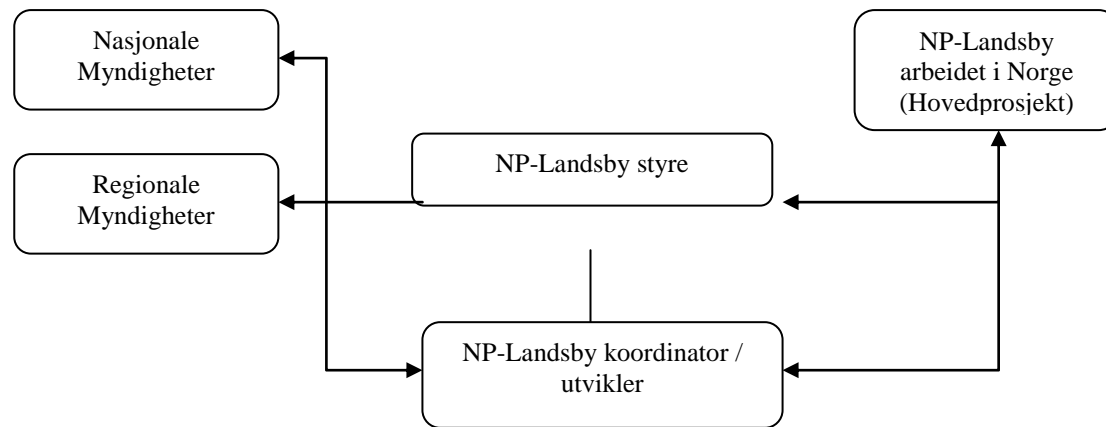 Nasjonale
Myndigheter
NP-Landsby
arbeidet i Norge
(Hovedprosjekt)
NP-Landsby styre
Regionale
Myndigheter
NP-Landsby koordinator /
utvikler